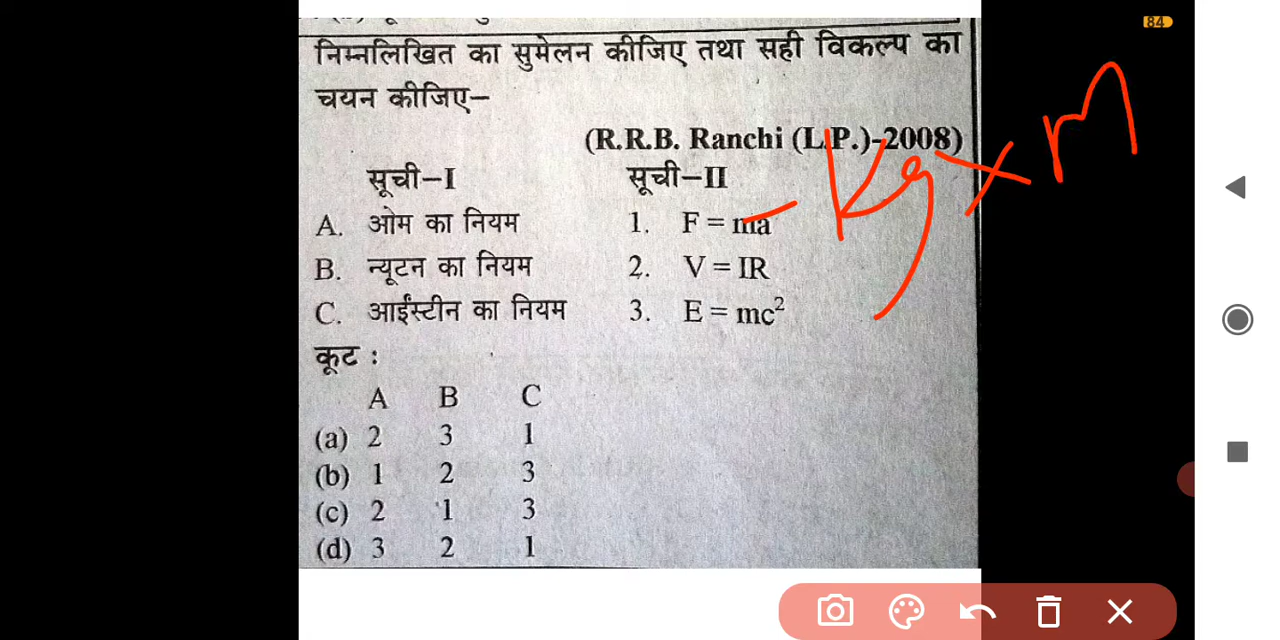 84
निम्नलिखित का सुमेलन कीजिए तथा सही विकल्प का
चयन कीजिए–
(R.R.B. Ranchi (L.P.)-2008)
सूची–I सूची–II
A. ओम का नियम 1. F = ma
B. न्यूटन का नियम 2. V = IR
C. आईंस्टीन का नियम 3. E = mc²
Kg × m
कूट :
A B C
(a) 2 3 1
(b) 1 2 3
(c) 2 1 3
(d) 3 2 1